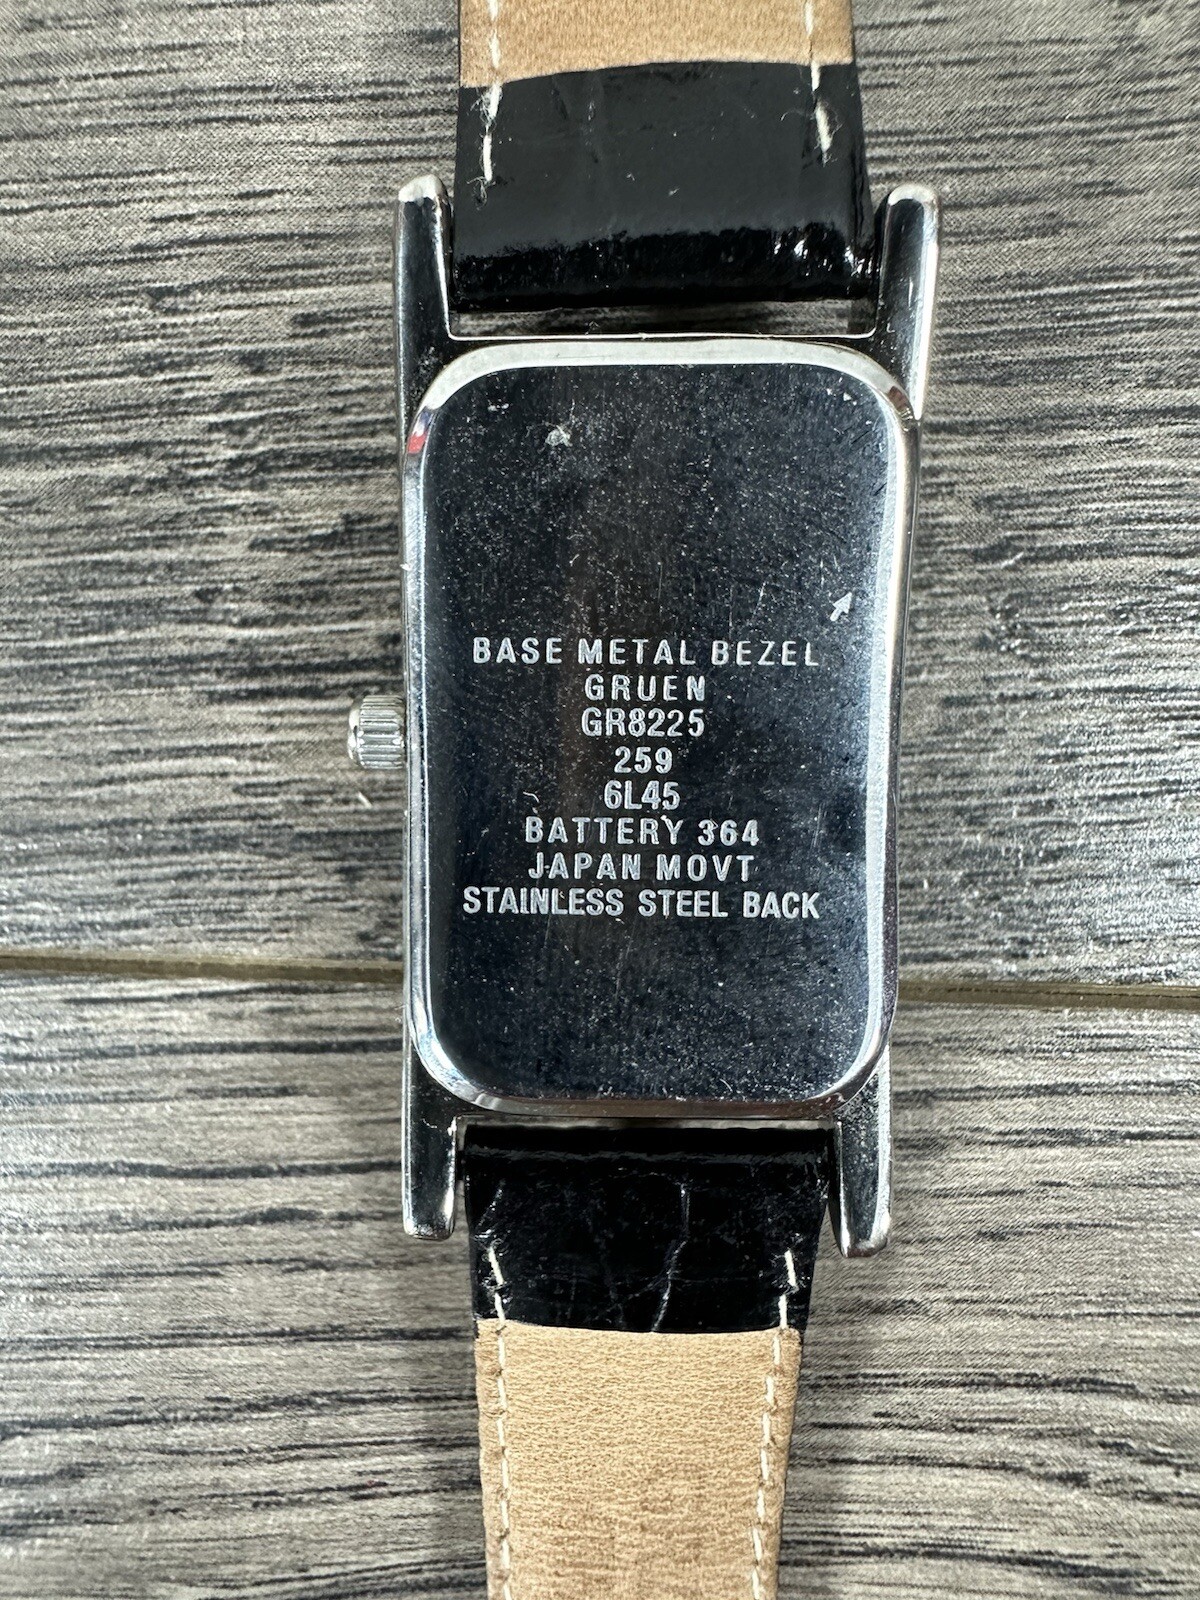 BASE METAL BEZEL
GRUEN
GR8225
259
6L45
BATTERY 364
JAPAN MOVT
STAINLESS STEEL BACK